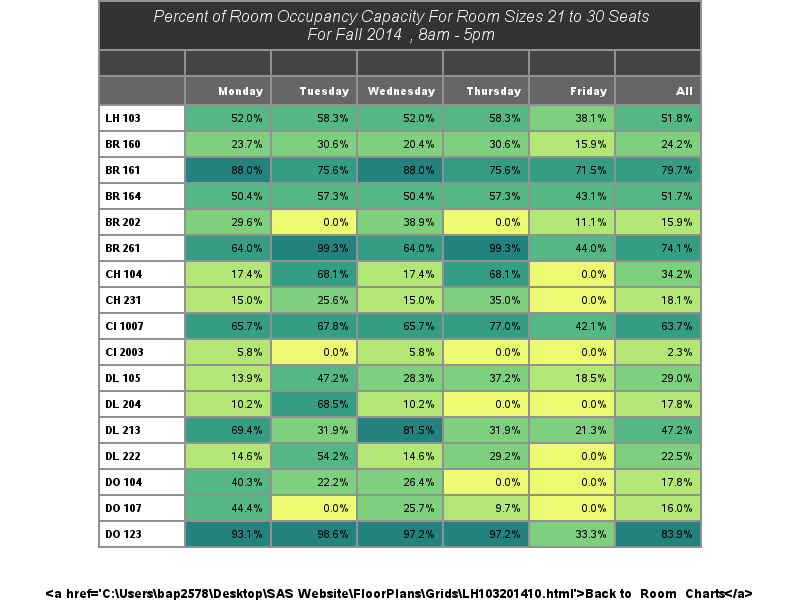 Percent of Room Occupancy Capacity For Room Sizes 21 to 30 Seats
For Fall 2014 , 8am - 5pm
Monday Tuesday Wednesday Thursday Friday All
LH 103 52.0% 58.3% 52.0% 58.3% 38.1% 51.8%
BR 160 23.7% 30.6% 20.4% 30.6% 15.9% 24.2%
BR 161 88.0% 75.6% 88.0% 75.6% 71.5% 79.7%
BR 164 50.4% 57.3% 50.4% 57.3% 43.1% 51.7%
BR 202 29.6% 0.0% 38.9% 0.0% 11.1% 15.9%
BR 261 64.0% 99.3% 64.0% 99.3% 44.0% 74.1%
CH 104 17.4% 68.1% 17.4% 68.1% 0.0% 34.2%
CH 231 15.0% 25.6% 15.0% 35.0% 0.0% 18.1%
CI 1007 65.7% 67.8% 65.7% 77.0% 42.1% 63.7%
CI 2003 5.8% 0.0% 5.8% 0.0% 0.0% 2.3%
DL 105 13.9% 47.2% 28.3% 37.2% 18.5% 29.0%
DL 204 10.2% 68.5% 10.2% 0.0% 0.0% 17.8%
DL 213 69.4% 31.9% 81.5% 31.9% 21.3% 47.2%
DL 222 14.6% 54.2% 14.6% 29.2% 0.0% 22.5%
DO 104 40.3% 22.2% 26.4% 0.0% 0.0% 17.8%
DO 107 44.4% 0.0% 25.7% 9.7% 0.0% 16.0%
DO 123 93.1% 98.6% 97.2% 97.2% 33.3% 83.9%
<a href='C:\Users\bap2578\Desktop\SAS Website\FloorPlans\Grids\LH103201410.html'>Back to Room Charts</a>